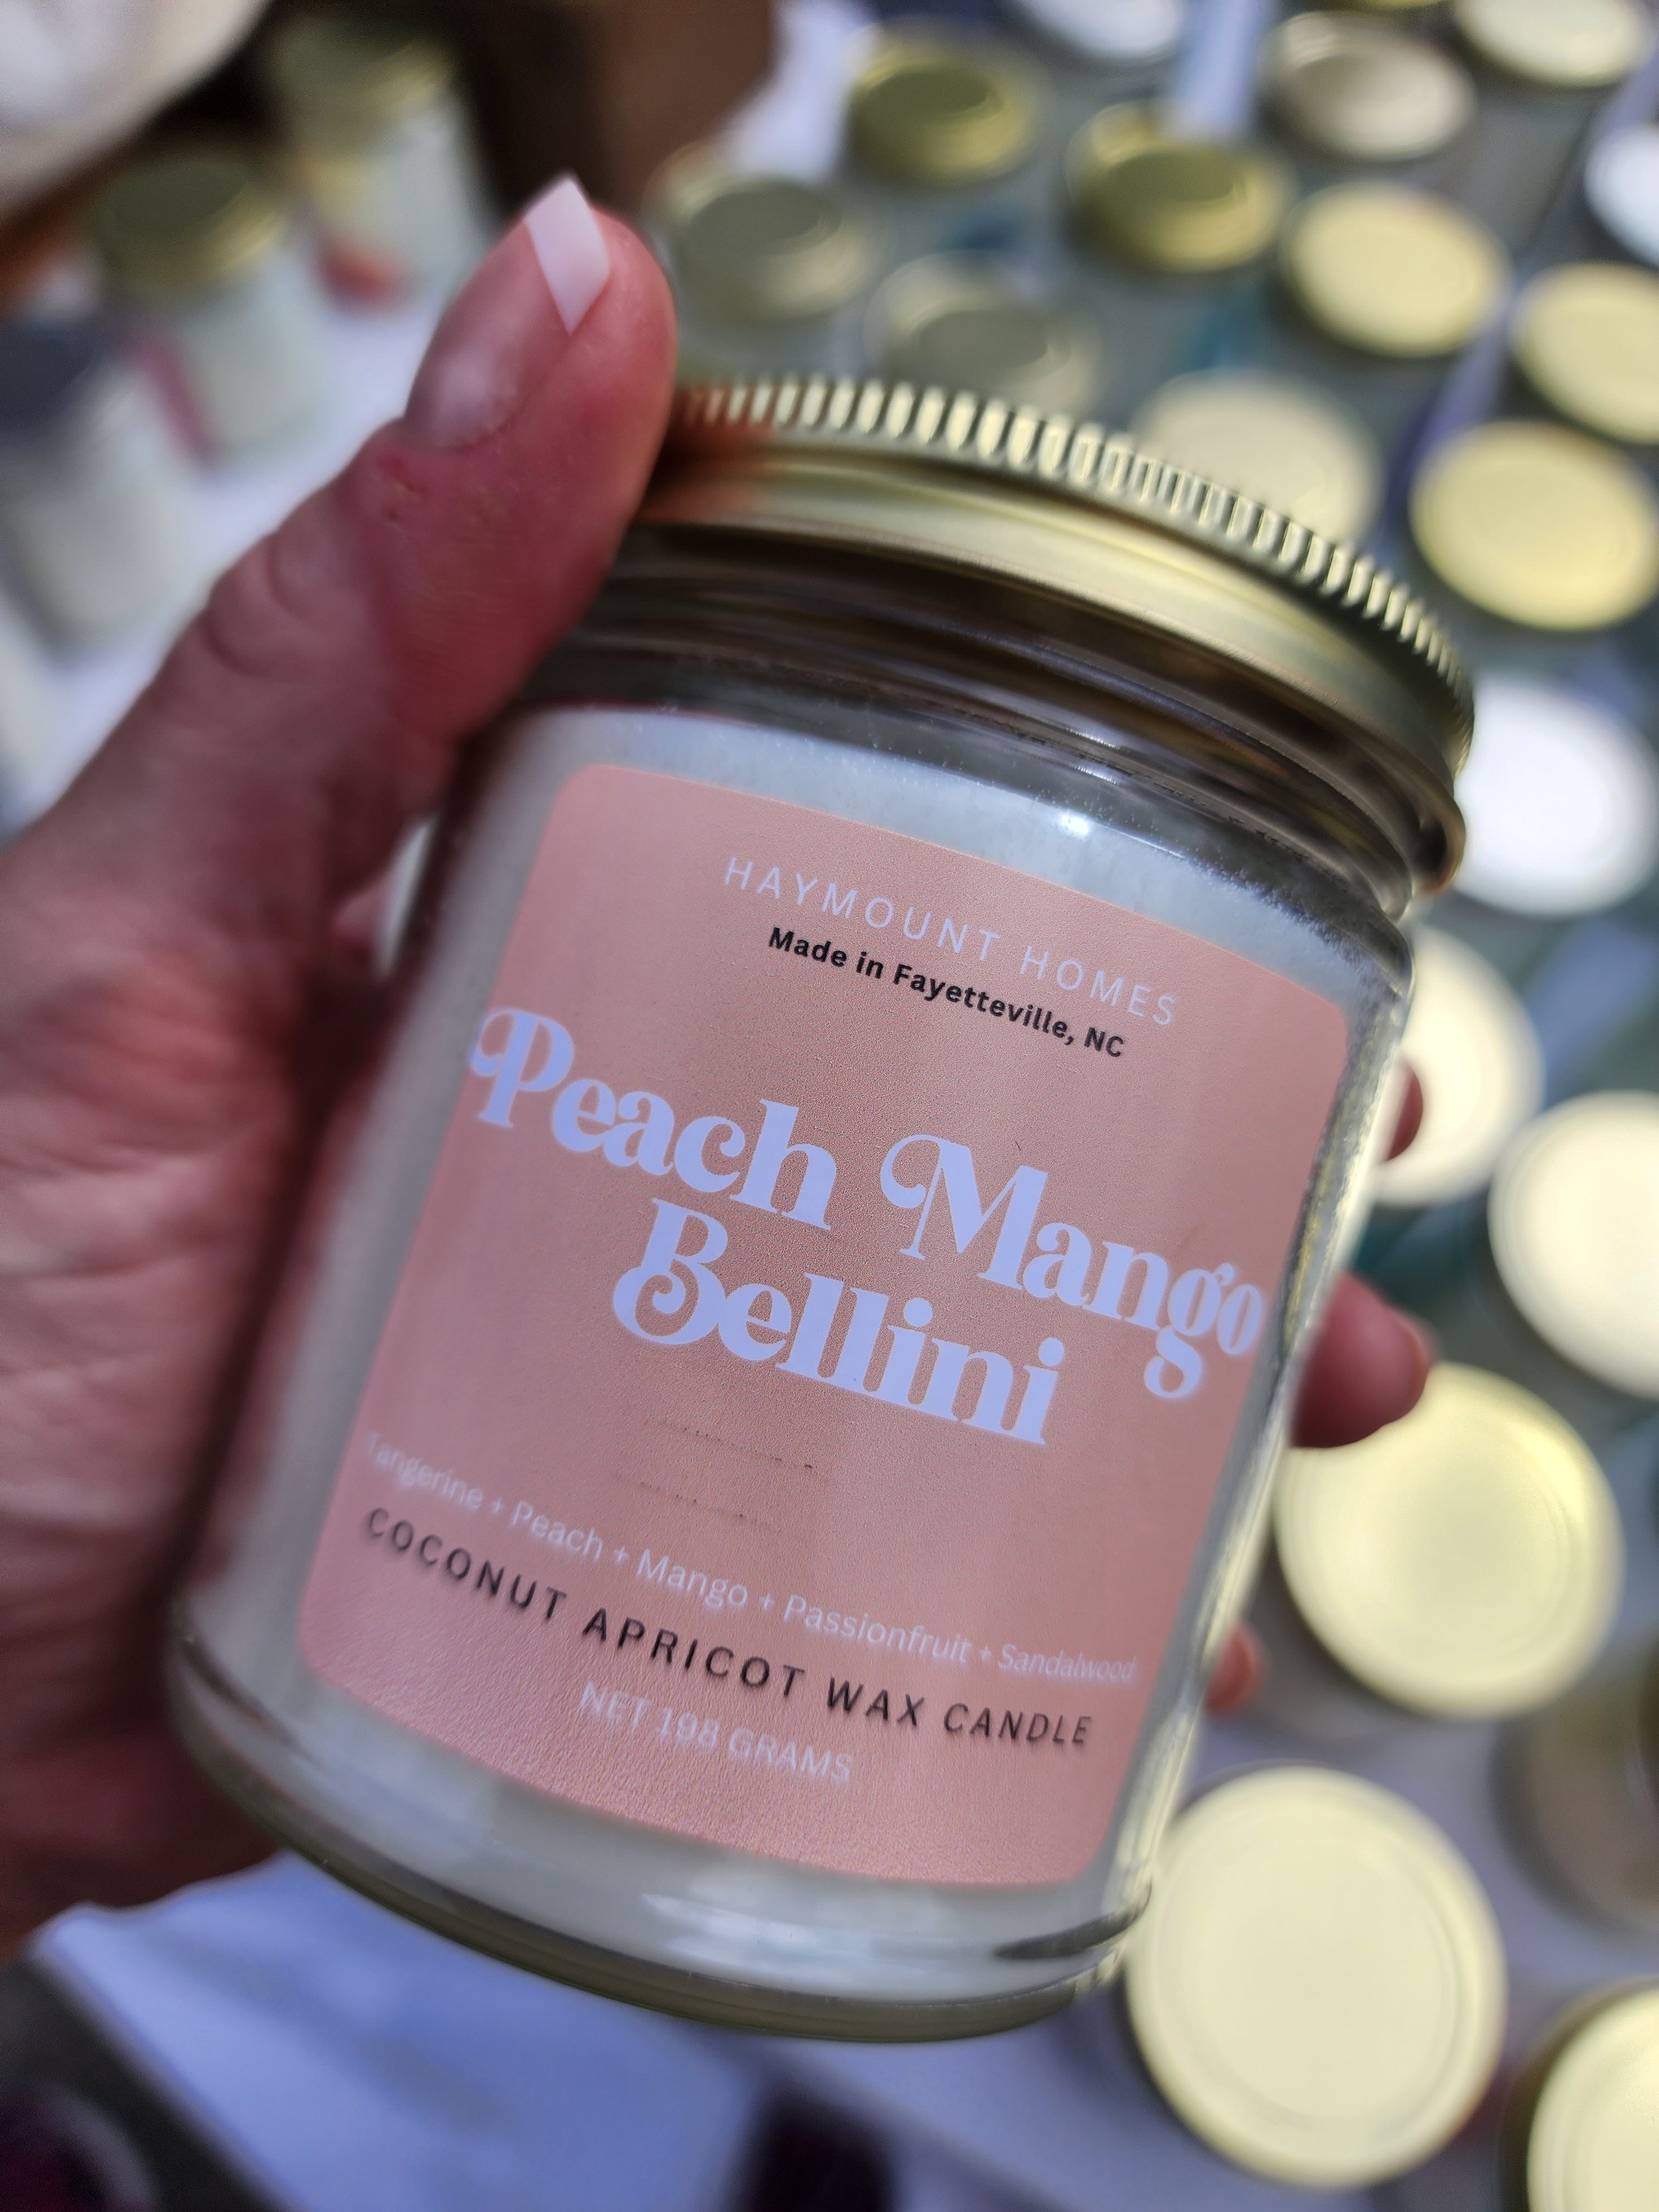 HAYMOUNT HOMES
Made in Fayetteville, NC
Peach Mango
Bellini
Tangerine + Peach + Mango + Passionfruit + Sandalwood
COCONUT APRICOT WAX CANDLE
NET 198 GRAMS